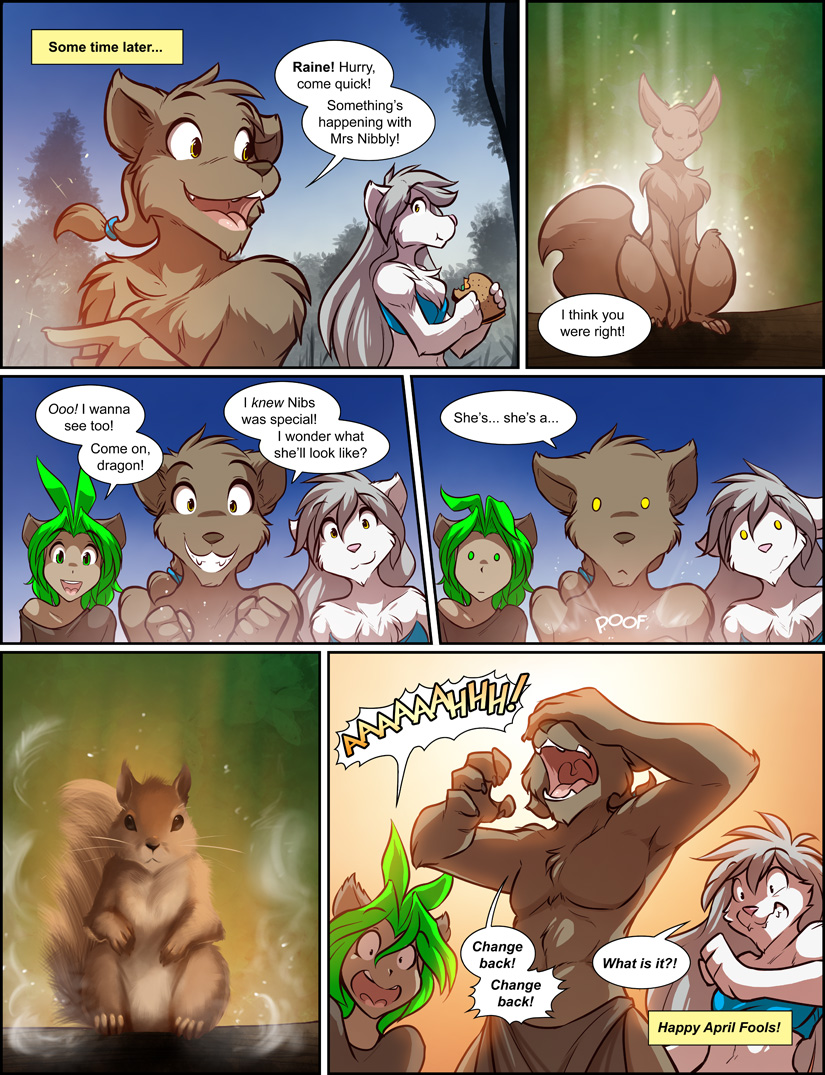 Some time later...
Raine! Hurry,
come quick!
Something's
happening with
Mrs Nibbly!
I think you
were right!
Ooo! I wanna
see too!
Come on,
dragon!
I knew Nibs
was special!
I wonder what
she'll look like?
She's... she's a...
POOF.
AAAAAAHHH!
Change
back!
Change
back!
What is it?!
Happy April Fools!